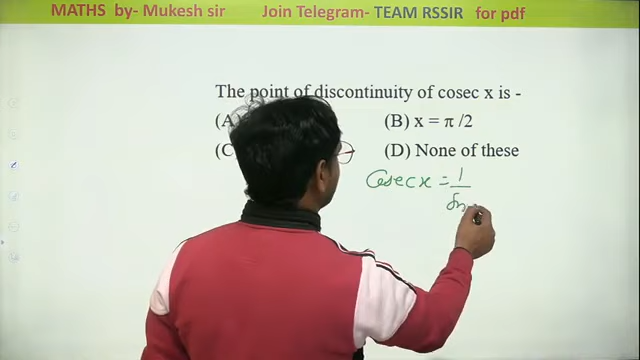 MATHS by- Mukesh sir Join Telegram- TEAM RSSIR for pdf
The point of discontinuity of cosec x is -
(A) (B) x = π /2
(C) (D) None of these
Cosec x = 1